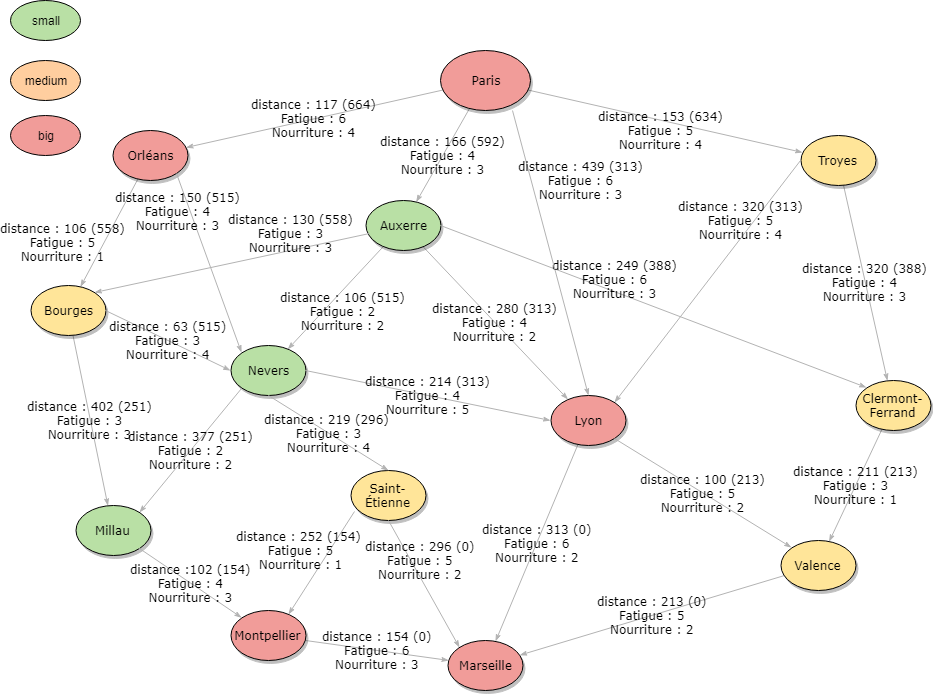 small
medium
big
Paris
distance : 117 (664)
Fatigue : 6
Nourriture : 4
distance : 153 (634)
Fatigue : 5
Nourriture : 4
distance : 166 (592)
Fatigue : 4
Nourriture : 3
Orléans
Troyes
distance : 439 (313)
Fatigue : 6
Nourriture : 3
distance : 150 (515)
Fatigue : 4
Nourriture : 3
distance : 320 (313)
Fatigue : 5
Nourriture : 4
distance : 106 (558)
Fatigue : 5
Nourriture : 1
distance : 130 (558)
Fatigue : 3
Nourriture : 3
Auxerre
distance : 249 (388)
Fatigue : 6
Nourriture : 3
distance : 320 (388)
Fatigue : 4
Nourriture : 3
Bourges
distance : 106 (515)
Fatigue : 2
Nourriture : 2
distance : 280 (313)
Fatigue : 4
Nourriture : 2
distance : 63 (515)
Fatigue : 3
Nourriture : 4
Nevers
distance : 214 (313)
Fatigue : 4
Nourriture : 5
Clermont-
Ferrand
Lyon
distance : 402 (251)
Fatigue : 3
Nourriture : 3
distance : 377 (251)
Fatigue : 2
Nourriture : 2
distance : 219 (296)
Fatigue : 3
Nourriture : 4
distance : 211 (213)
Fatigue : 3
Nourriture : 1
distance : 100 (213)
Fatigue : 5
Nourriture : 2
Saint-
Étienne
Millau
distance : 252 (154)
Fatigue : 5
Nourriture : 1
distance : 296 (0)
Fatigue : 5
Nourriture : 2
distance : 313 (0)
Fatigue : 6
Nourriture : 2
Valence
distance :102 (154)
Fatigue : 4
Nourriture : 3
distance : 213 (0)
Fatigue : 5
Nourriture : 2
Montpellier
distance : 154 (0)
Fatigue : 6
Nourriture : 3
Marseille